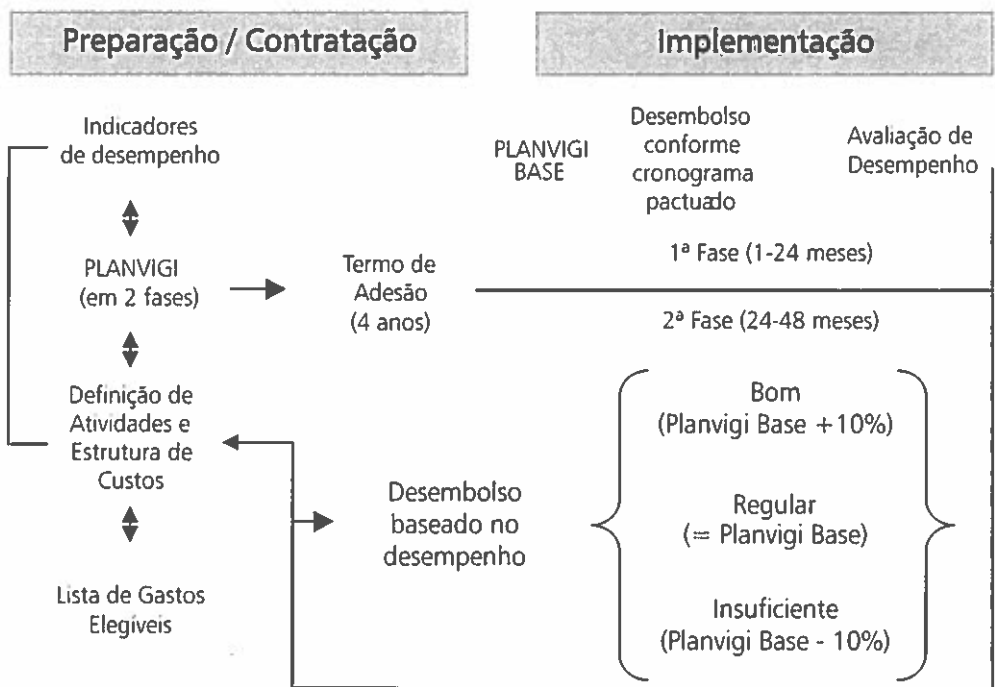 Preparação / Contratação
Indicadores
de desempenho
PLANVIGI
(em 2 fases)
Definição de
Atividades e
Estrutura de
Custos
Lista de Gastos
Elegíveis
Termo de
Adesão
(4 anos)
Implementação
PLANVIGI
BASE
Desembolso
conforme
cronograma
pactuado
Avaliação de
Desempenho
1ª Fase (1-24 meses)
2ª Fase (24-48 meses)
Desembolso
baseado no
desempenho
Bom
(Planvigi Base +10%)
Regular
(= Planvigi Base)
Insuficiente
(Planvigi Base - 10%)